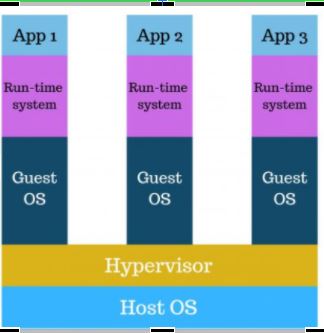 App 1
App 2
App 3
Run-time
system
Run-time
system
Run-time
system
Guest
OS
Guest
OS
Guest
OS
Hypervisor
Host OS